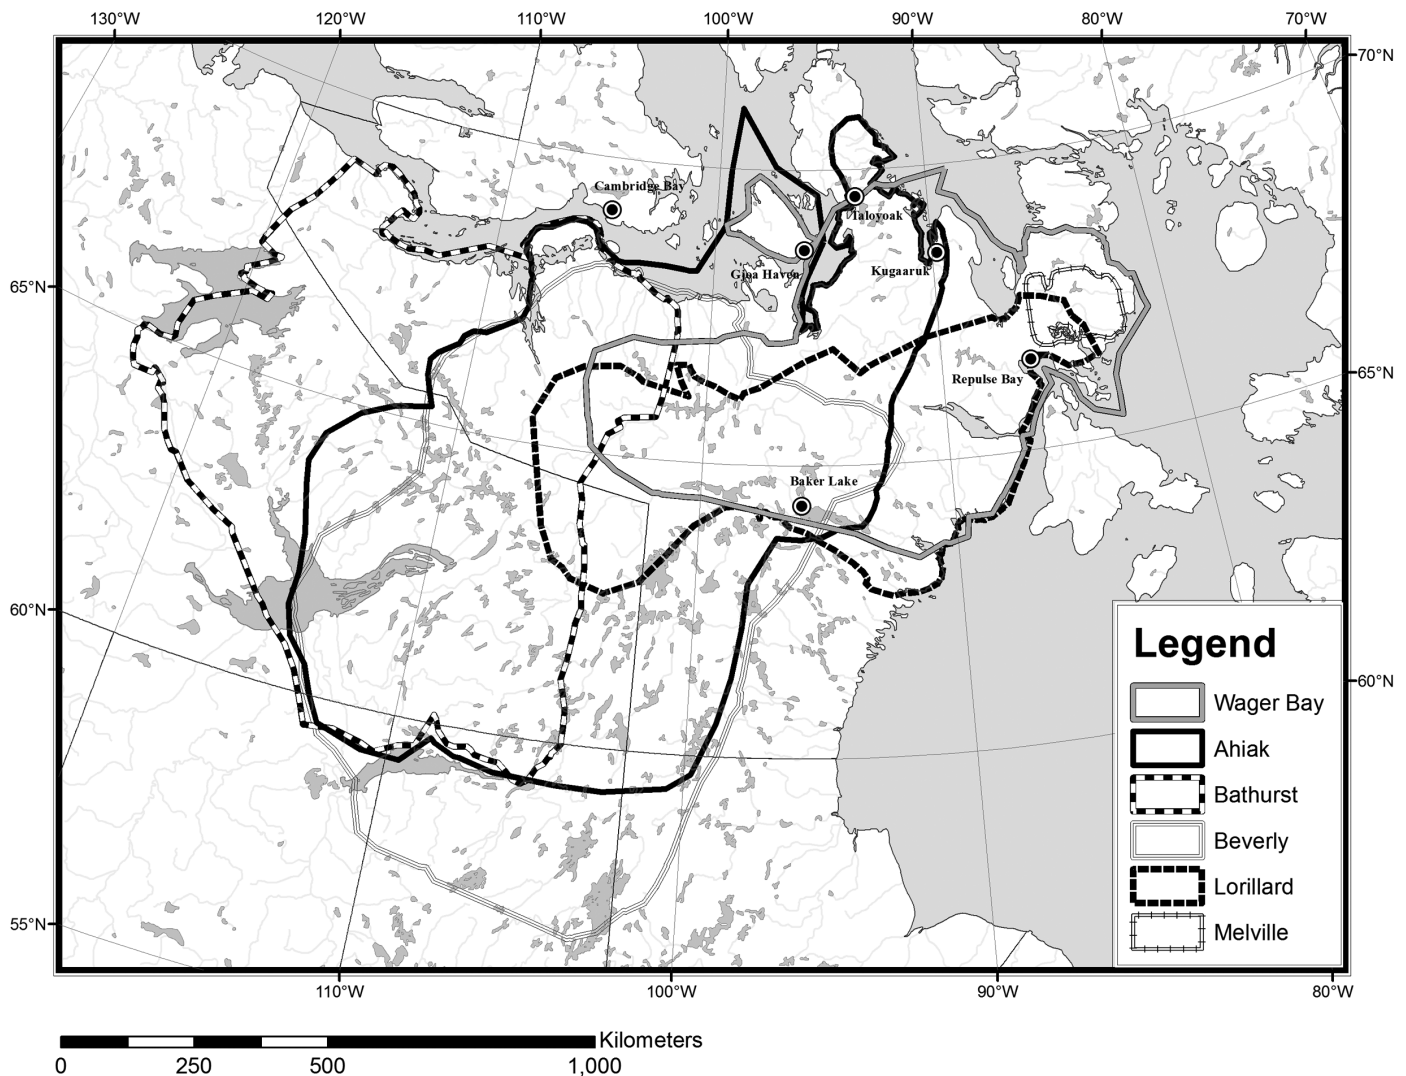 130°W 120°W 110°W 100°W 90°W 80°W 70°W
70°N
Cambridge Bay
Taloyoak
Gjoa Haven
Kugaaruk
65°N
Repulse Bay
65°N
Baker Lake
60°N
Legend
60°N
Wager Bay
Ahiak
Bathurst
Beverly
Lorillard
Melville
55°N
110°W 100°W 90°W 80°W
Kilometers
0 250 500 1,000